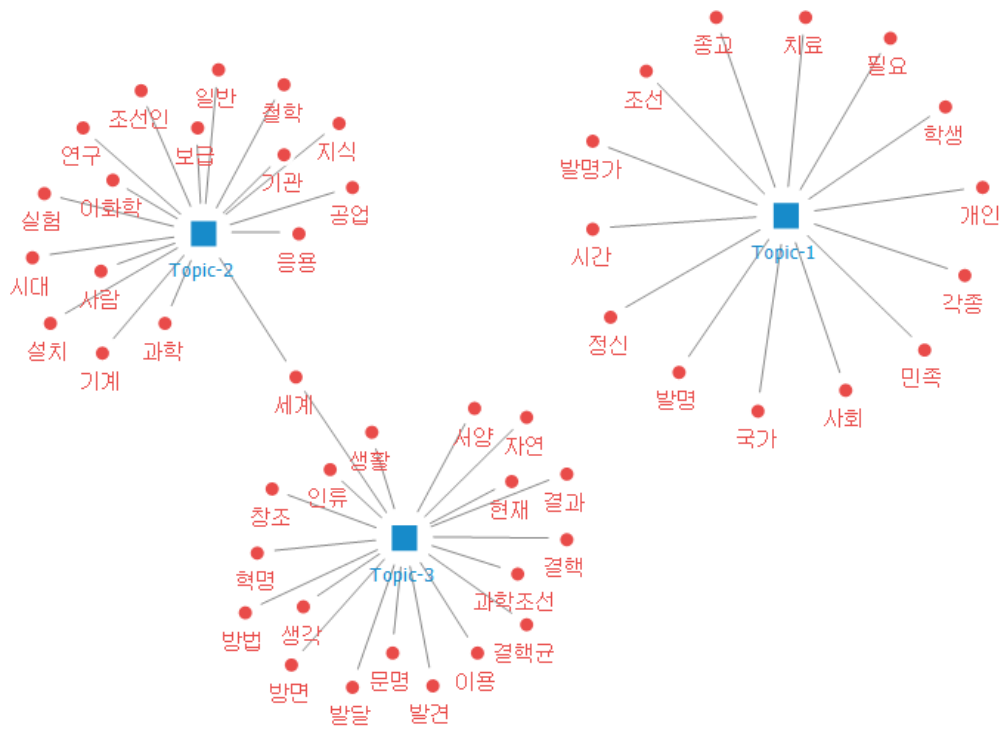 종교
치료
필요
조선
학생
발명가
개인
시간
Topic-1
각종
정신
민족
발명
사회
국가
일반
조선인
철학
연구
보급
지식
기관
어화학
실험
공업
응용
Topic-2
시대
사람
설치
과학
기계
세계
생활
서양
자연
인류
현재
결과
창조
혁명
Topic-3
결핵
과학조선
방법
생각
결핵균
방면
문명
이용
발달
발견